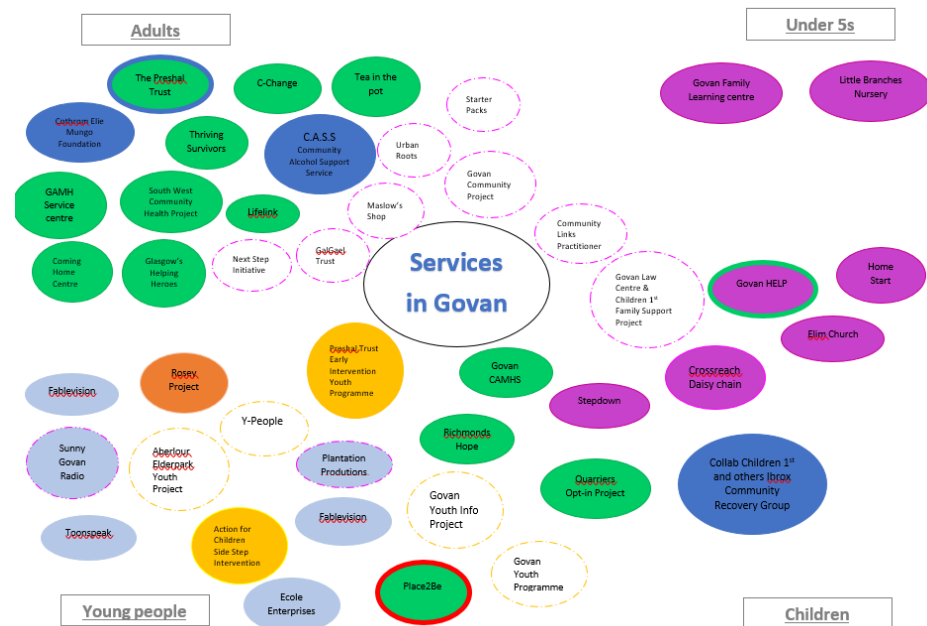 Adults
Under 5s
The Preshal
Trust
C-Change
Tea in the
pot
Starter
Packs
Govan Family
Learning centre
Little Branches
Nursery
Cothrom Elie
Mungo
Foundation
Thriving
Survivors
C.A.S.S
Community
Alcohol Support
Service
Urban
Roots
Govan
Community
Project
GAMH
Service
centre
South West
Community
Health Project
Lifelink
Maslow's
Shop
Community
Links
Practitioner
Coming
Home
Centre
Glasgow's
Helping
Heroes
Next Step
Initiative
GalGael
Trust
Services
in Govan
Govan Law
Centre &
Children 1st
Family Support
Project
Govan HELP
Home
Start
Elim Church
Preshal Trust
Early
Intervention
Youth
Programme
Govan
CAMHS
Crossreach
Daisy chain
Fablevision
Rosey
Project
Stepdown
Y-People
Richmonds
Hope
Sunny
Govan
Radio
Aberlour
Elderpark
Youth
Project
Plantation
Produtions
Quarriers
Opt-in Project
Collab Children 1st
and others Ibrox
Community
Recovery Group
Govan
Youth Info
Project
Toonspeak
Action for
Children
Side Step
Intervention
Fablevision
Govan
Youth
Programme
Ecole
Enterprises
Place2Be
Young people
Children